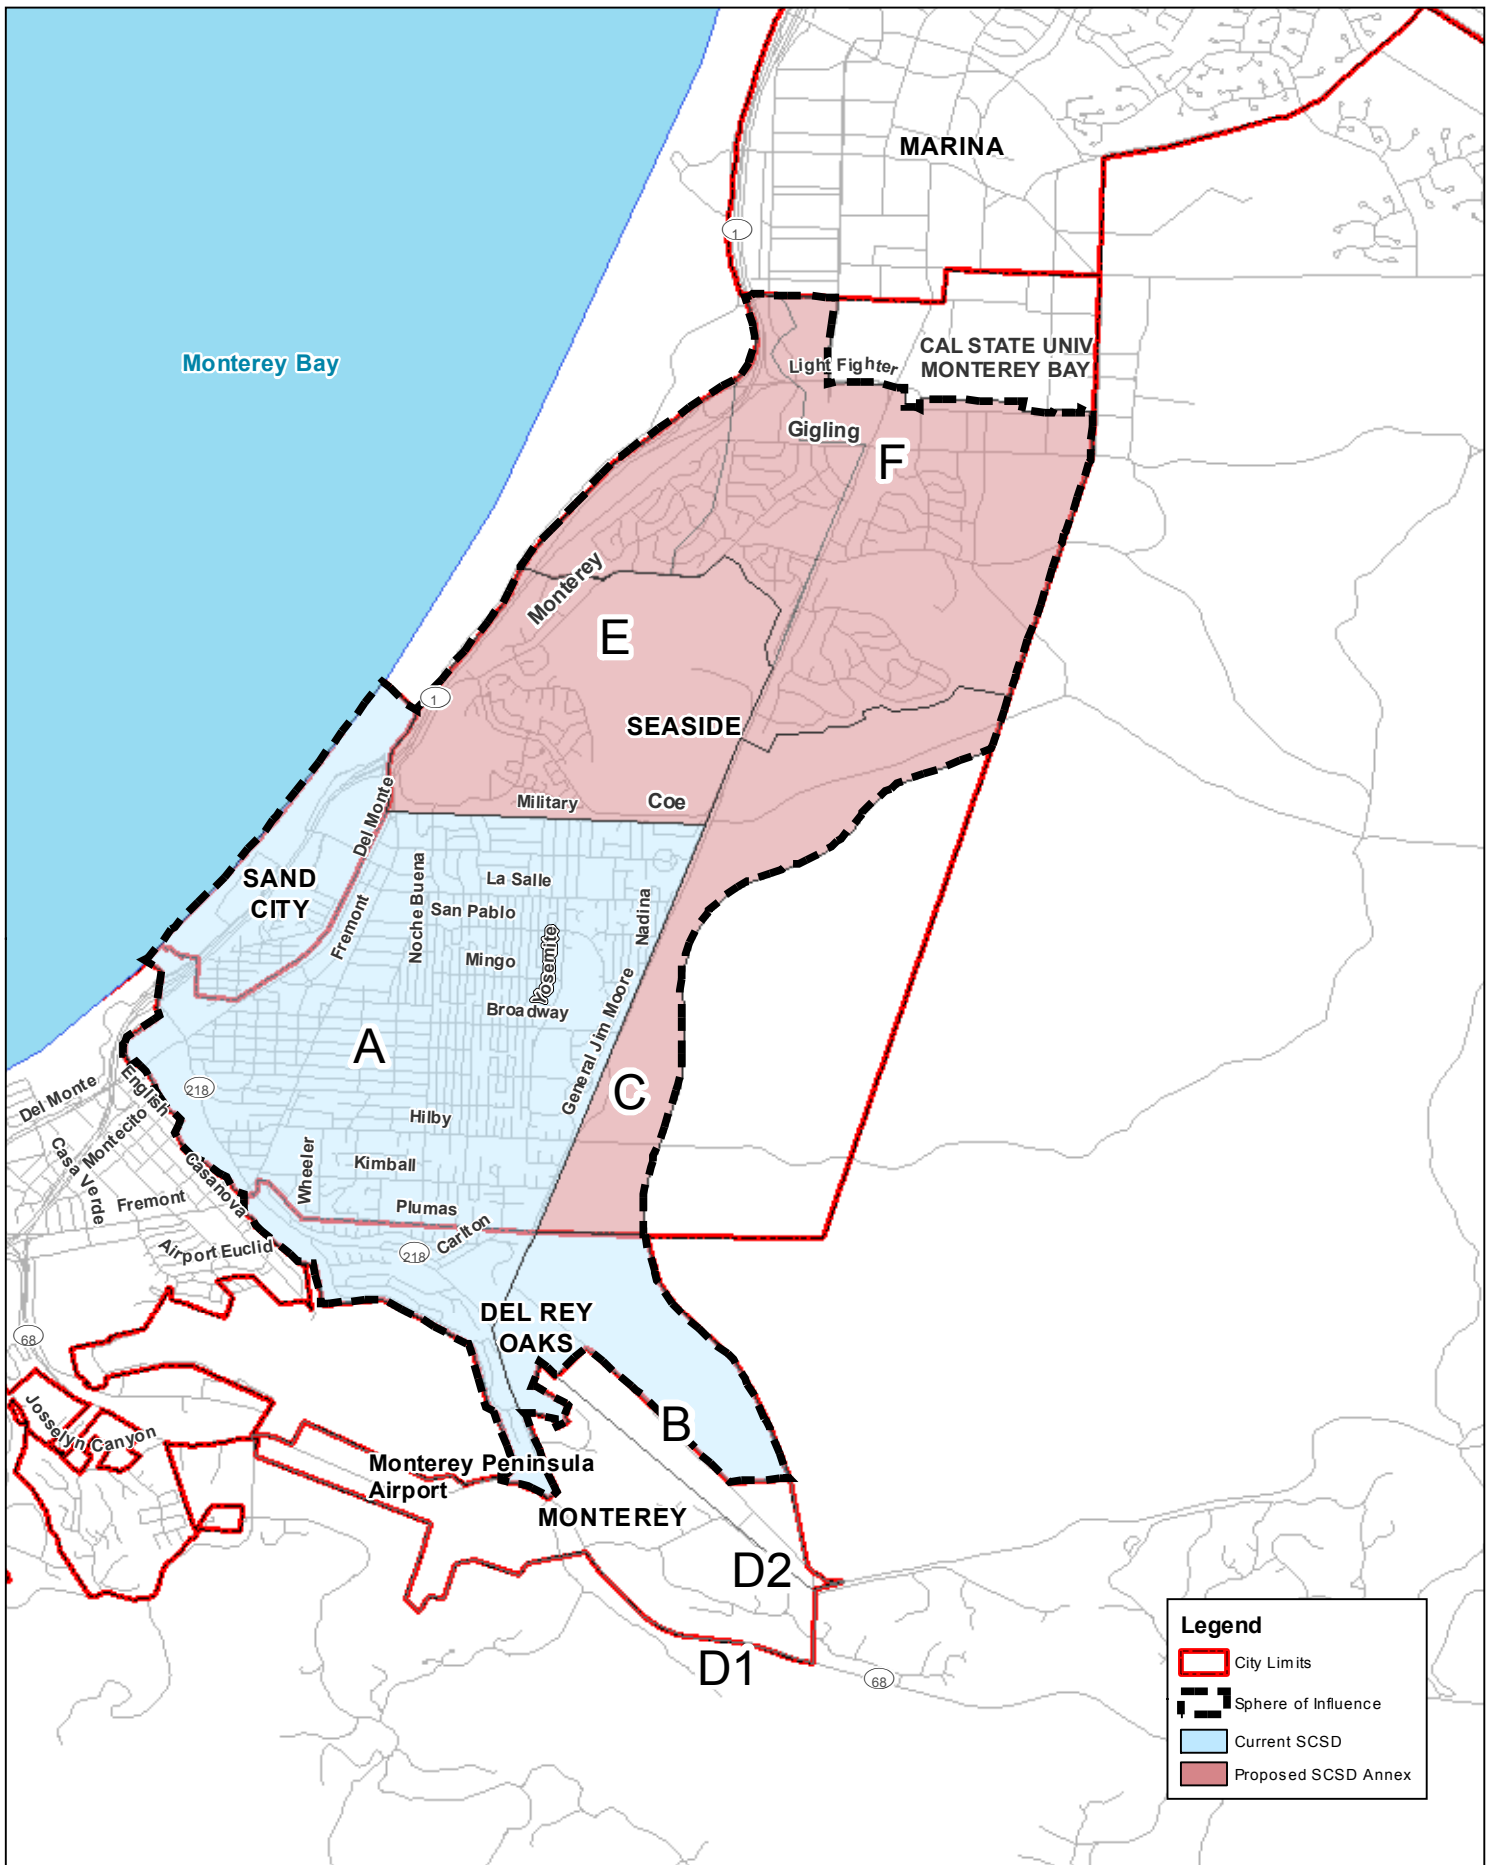 MARINA
1
Monterey Bay
CAL STATE UNIV
MONTEREY BAY
Light Fighter
Gigling
F
Monterey
E
1
SEASIDE
Military
Coe
Del Monte
SAND
CITY
La Salle
Noche Buena
San Pablo
Fremont
Nadina
Yosemite
Mingo
Broadway
General Jim Moore
A
C
218
Del Monte
English
Montecito
Casa Verde
Hilby
Wheeler
Kimball
Casanova
Fremont
Plumas
Carlton
218
Airport
Euclid
DEL REY
OAKS
68
B
Josselyn Canyon
Monterey Peninsula
Airport
MONTEREY
D2
D1
68
Legend
City Limits
Sphere of Influence
Current SCSD
Proposed SCSD Annex